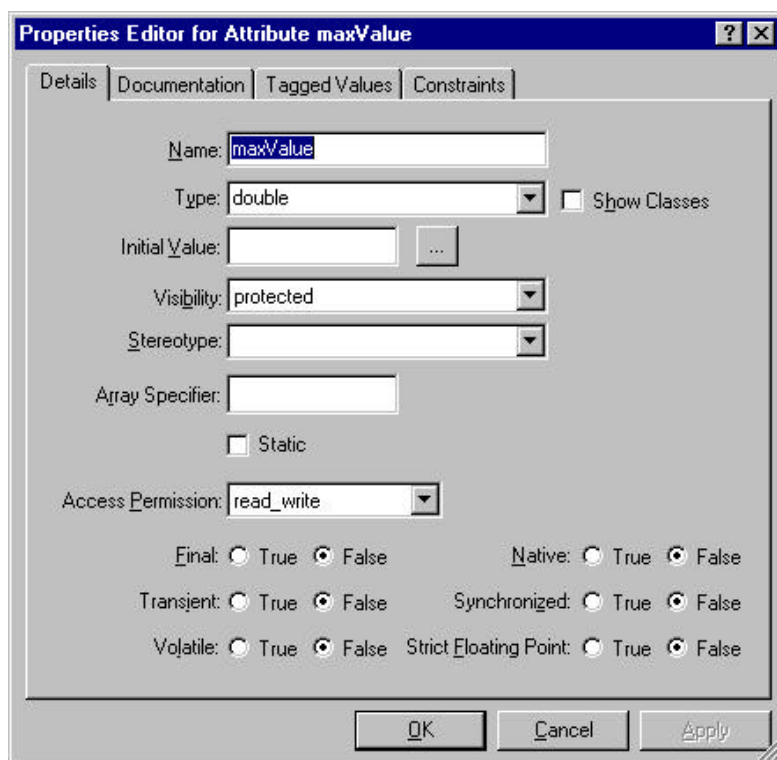 Properties Editor for Attribute maxValue
Details Documentation Tagged Values Constraints
Name: maxValue
Type: double Show Classes
Initial Value: ...
Visibility: protected
Stereotype:
Array Specifier:
Static
Access Permission: read_write
Final: True False Native: True False
Transient: True False Synchronized: True False
Volatile: True False Strict Floating Point: True False
OK Cancel Apply